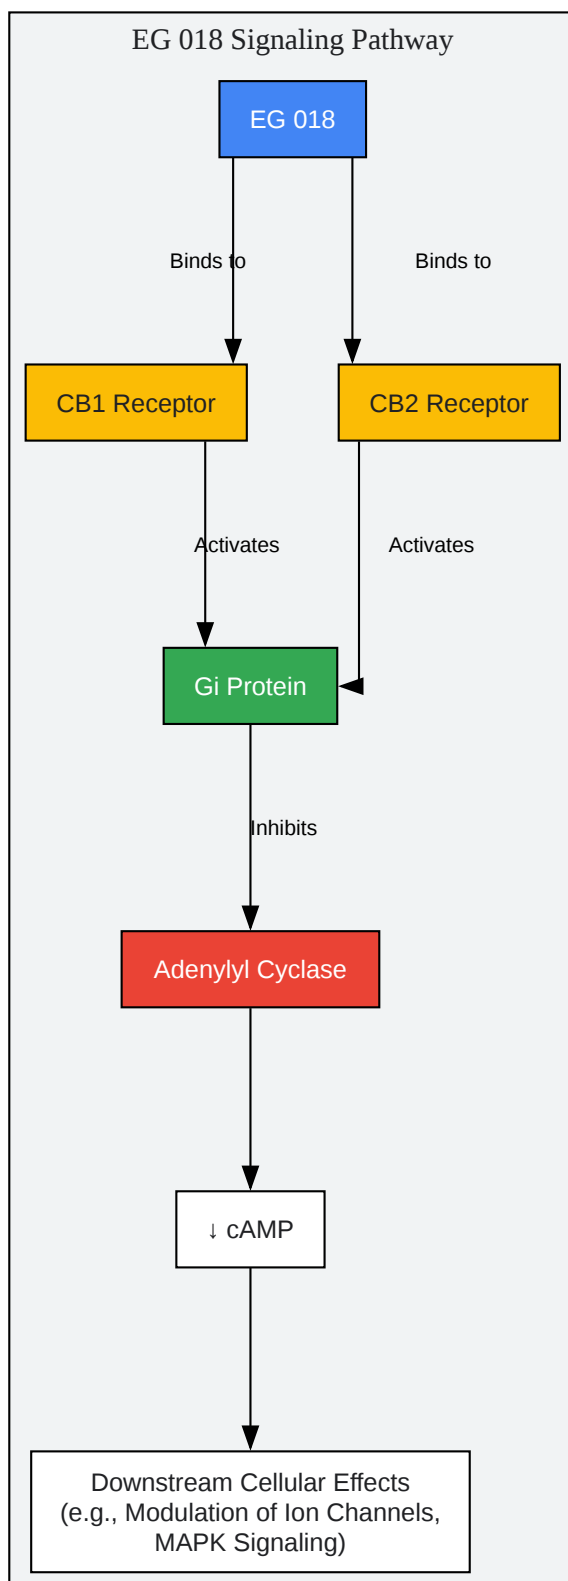 EG 018 Signaling Pathway
EG 018
Binds to
Binds to
CB1 Receptor
CB2 Receptor
Activates
Activates
Gi Protein
Inhibits
Adenylyl Cyclase
↓ cAMP
Downstream Cellular Effects
(e.g., Modulation of Ion Channels,
MAPK Signaling)